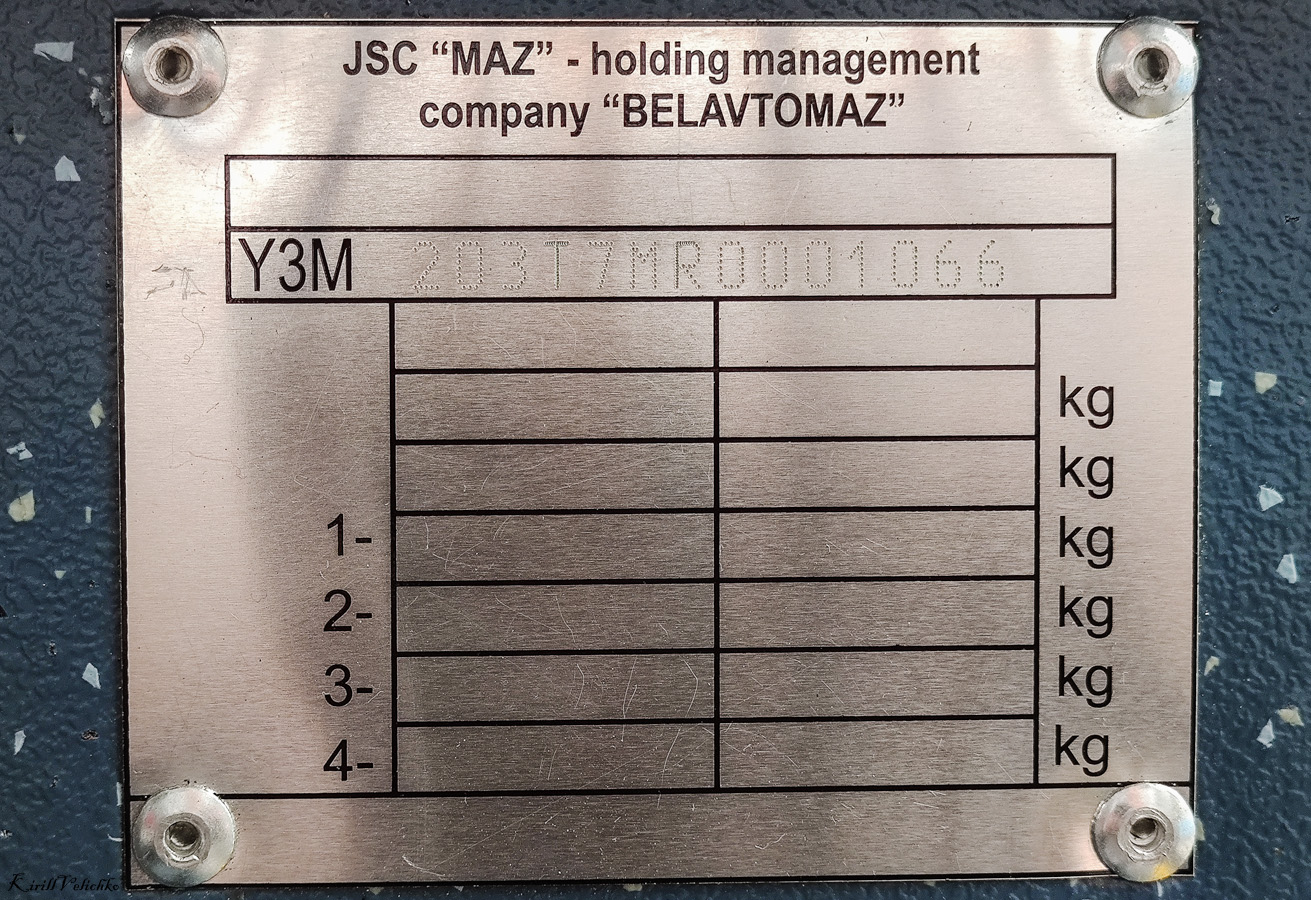 JSC “MAZ” - holding management
company “BELAVTOMAZ”
Y3M 203T7MR0001066
kg
kg
1- kg
2- kg
3- kg
4- kg
Kirill Velichko